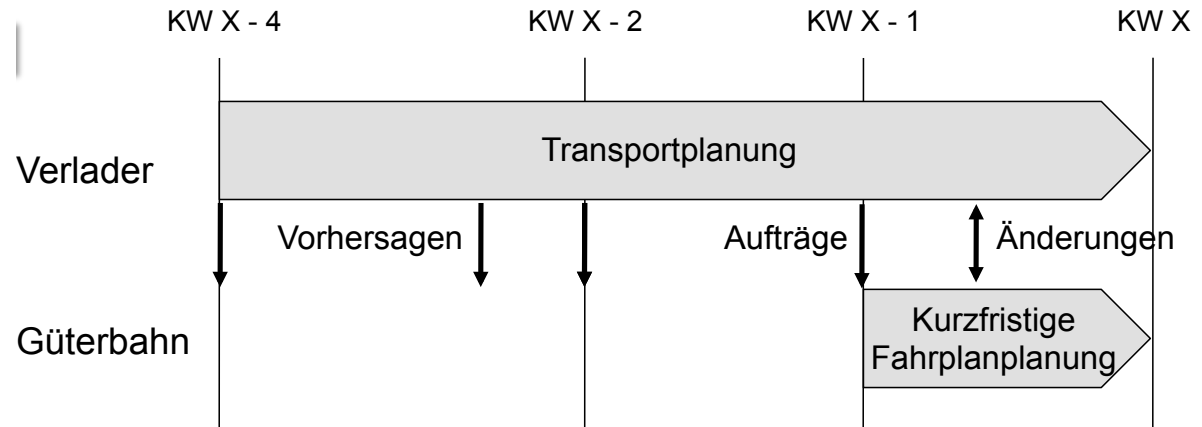 KW X - 4
KW X - 2
KW X - 1
KW X
Transportplanung
Verlader
Vorhersagen
Aufträge
Änderungen
Güterbahn
Kurzfristige
Fahrplanplanung